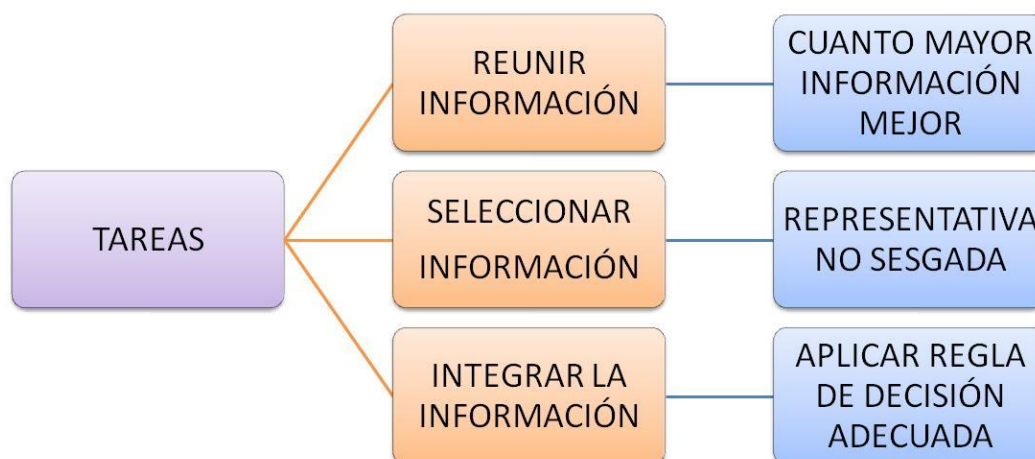 TAREAS
REUNIR
INFORMACIÓN
CUANTO MAYOR
INFORMACIÓN
MEJOR
SELECCIONAR
INFORMACIÓN
REPRESENTATIVA
NO SESGADA
INTEGRAR LA
INFORMACIÓN
APLICAR REGLA
DE DECISIÓN
ADECUADA